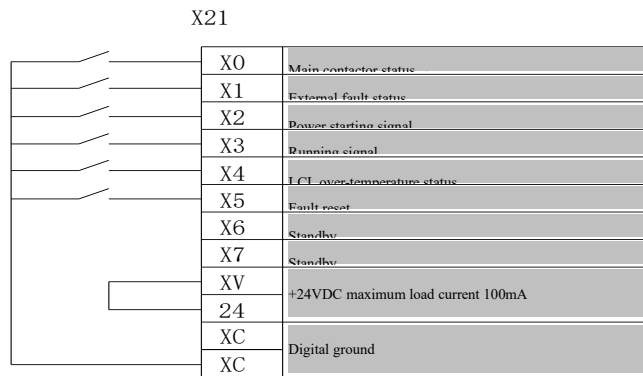 X21
X0 Main contactor status
X1 External fault status
X2 Power starting signal
X3 Running signal
X4 LCL over-temperature status
X5 Fault reset
X6 Standby
X7 Standby
XV
+24VDC maximum load current 100mA
24
XC
Digital ground
XC